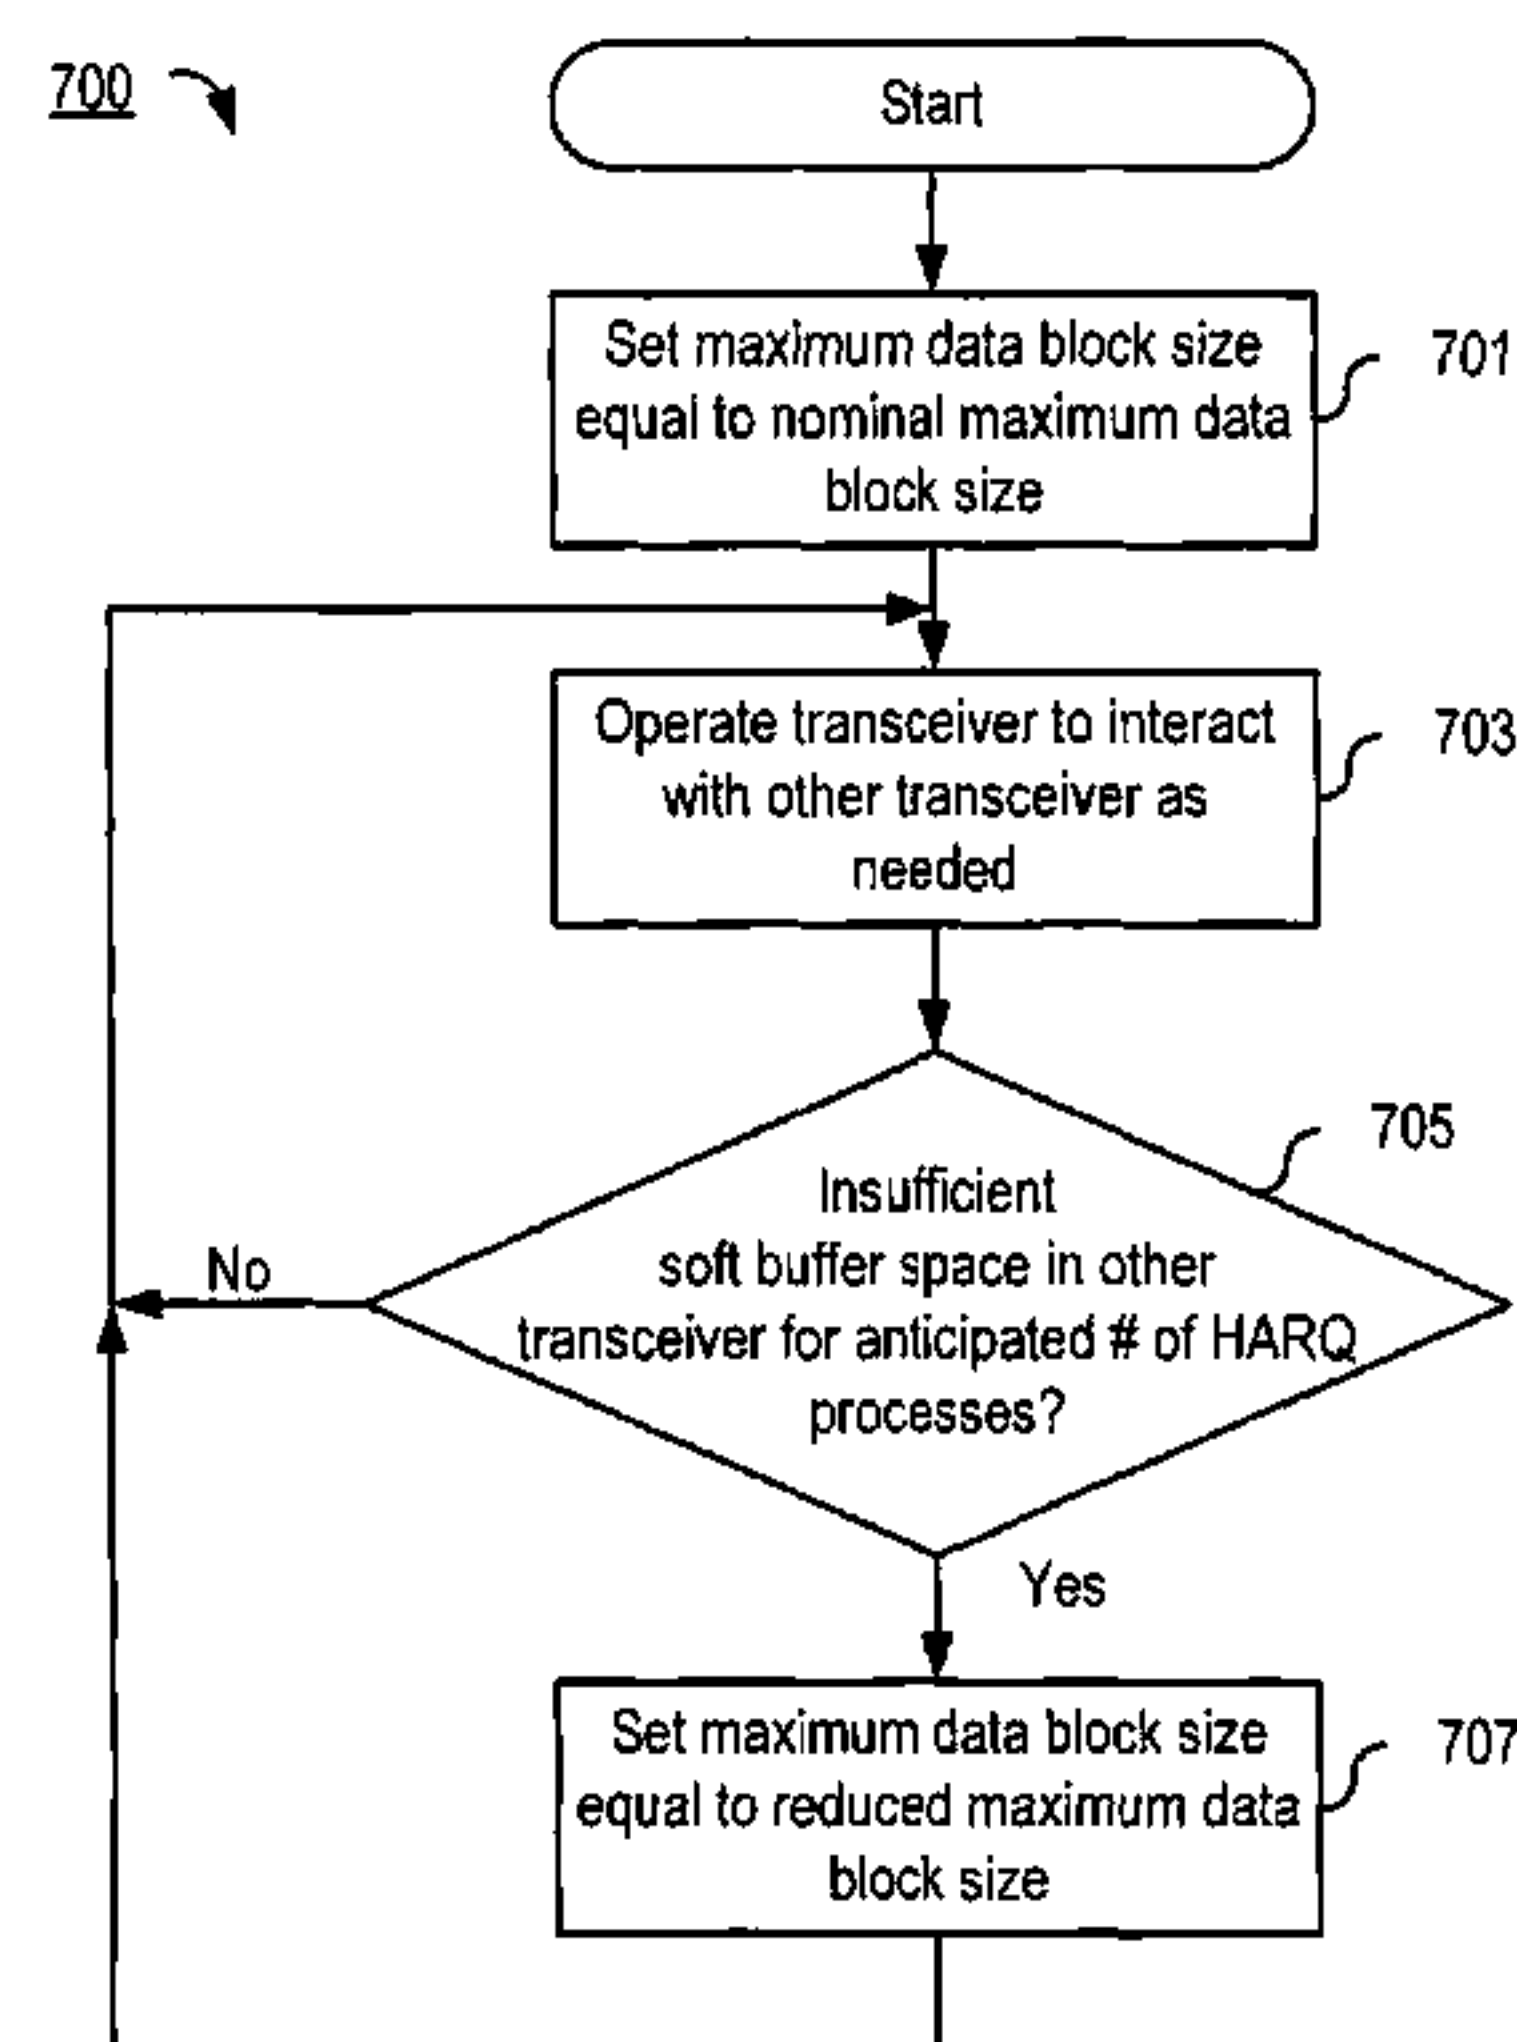 700
Start
Set maximum data block size
equal to nominal maximum data
block size
701
Operate transceiver to interact
with other transceiver as
needed
703
705
Insufficient
soft buffer space in other
transceiver for anticipated # of HARQ
processes?
No
Yes
Set maximum data block size
equal to reduced maximum data
block size
707